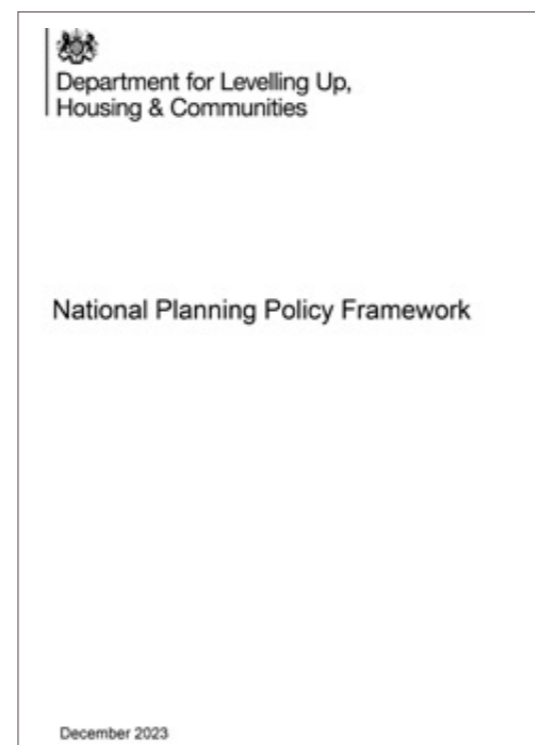 Department for Levelling Up,
Housing & Communities
National Planning Policy Framework
December 2023